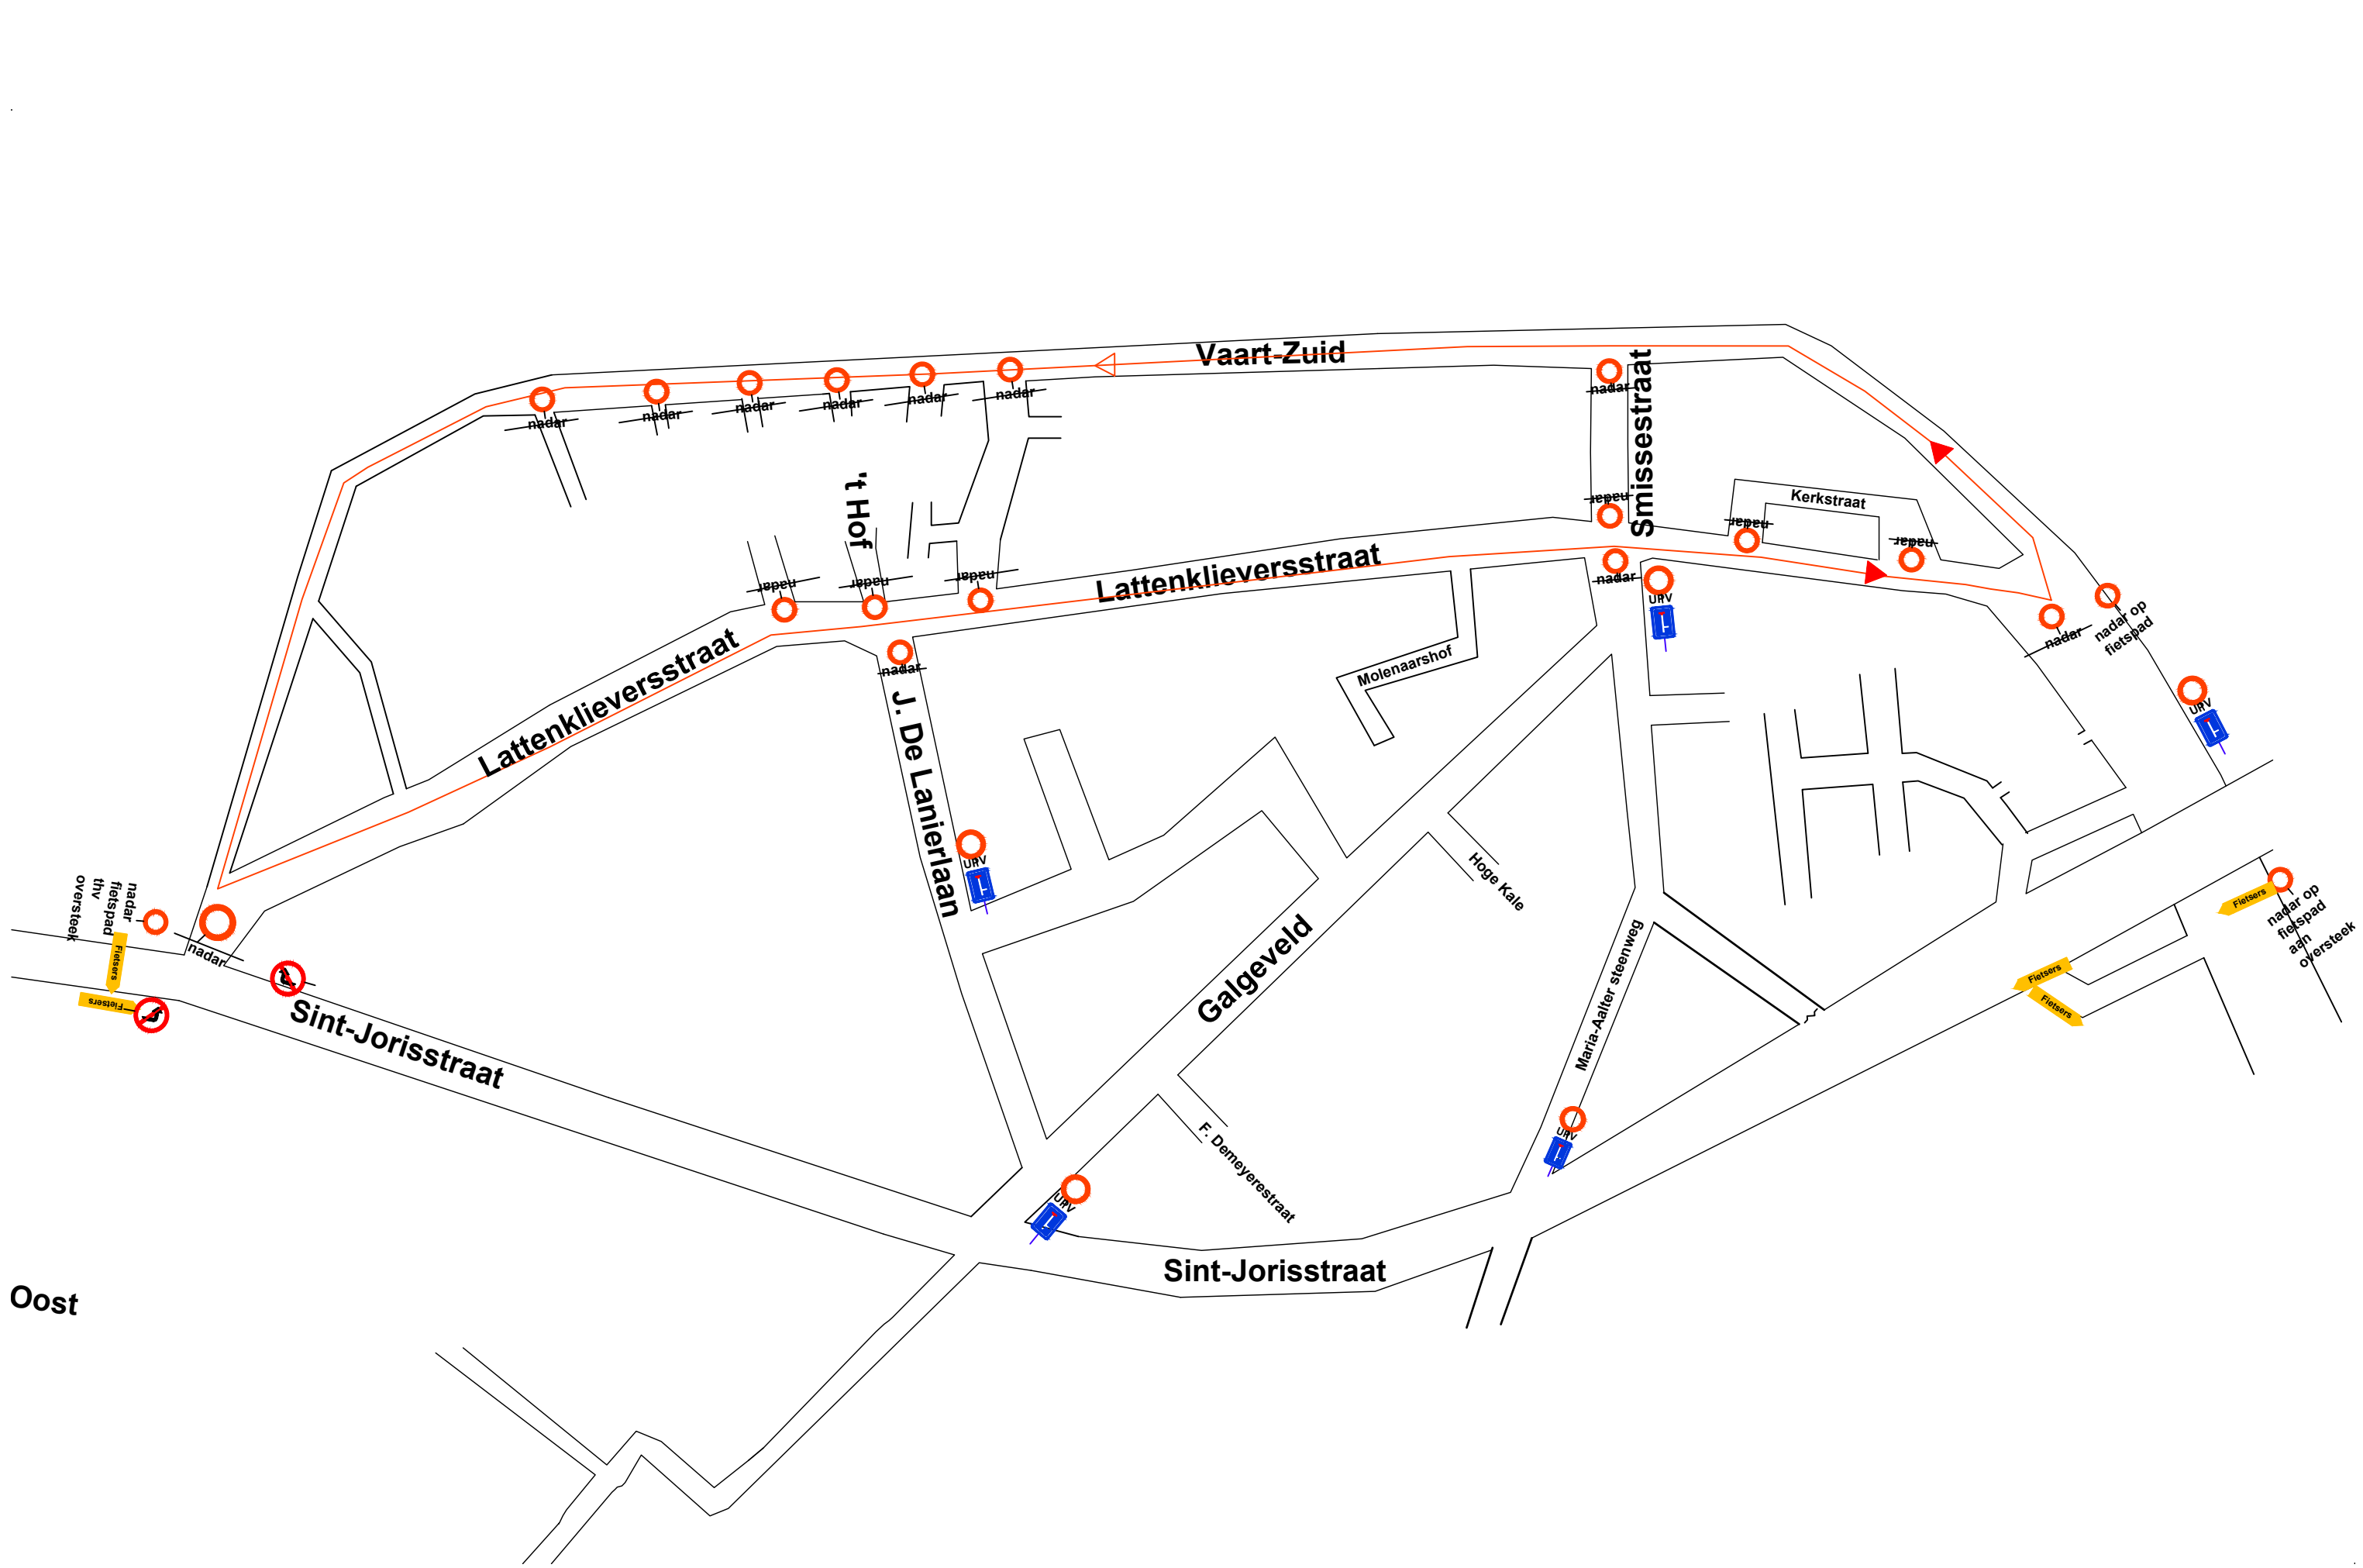 Vaart-Zuid
nadar
nadar
nadar
nadar
nadar
nadar
nadar
Smissestraat
't Hof
nadar
Kerkstraat
nadar
nadar
nadar
nadar
nadar
Lattenklieversstraat
nadar
URV
nadar op
fietspad
nadar
Lattenklieversstraat
nadar
Molenaarshof
J. De Lanierlaan
URV
URV
Hoge Kale
nadar
fietspad
thv
oversteek
nadar
Fietsers
Fietsers
Sint-Jorisstraat
Galgeveld
Maria-Aalter steenweg
Fietsers
nadar op
fietspad
aan
oversteek
Fietsers
Fietsers
URV
F. Demeyerestraat
URV
Sint-Jorisstraat
Oost